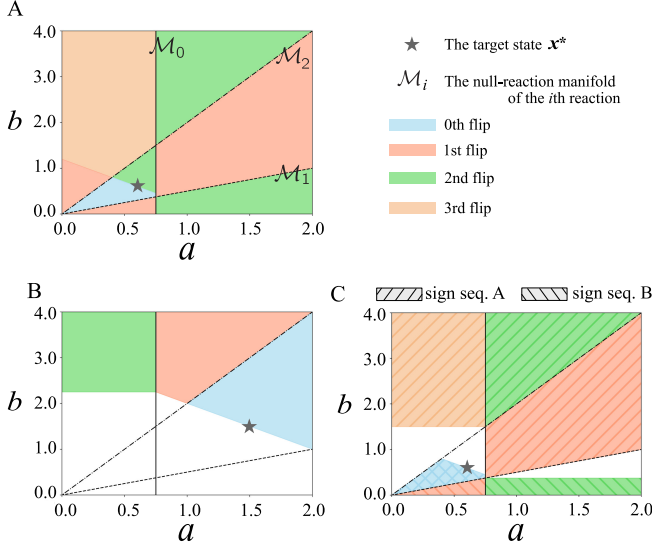 A
4.0
3.0
2.0
1.0
0.0
b
M₀
M₂
M₁
0.0 0.5 1.0 1.5 2.0
a
The target state x*
Mᵢ The null-reaction manifold
of the ith reaction
0th flip
1st flip
2nd flip
3rd flip
B
4.0
3.0
2.0
1.0
0.0
b
0.0 0.5 1.0 1.5 2.0
a
C
sign seq. A sign seq. B
4.0
3.0
2.0
1.0
0.0
b
0.0 0.5 1.0 1.5 2.0
a